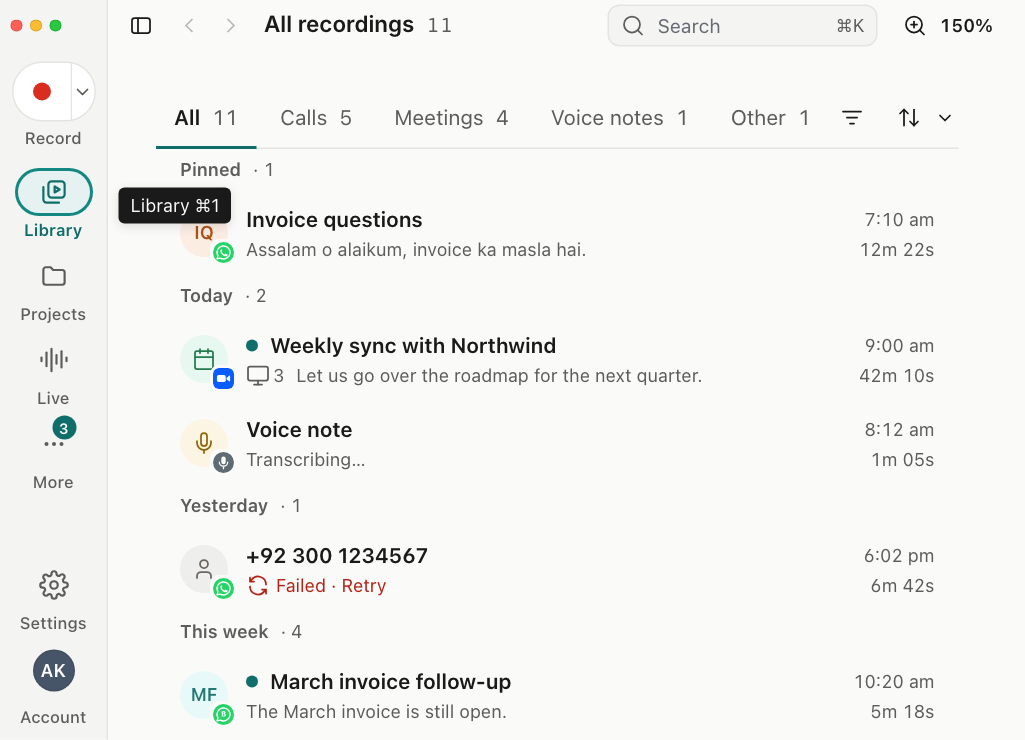 All recordings 11
Search ⌘K
150%
Record
Library
Library ⌘1
Projects
Live
3
More
Settings
AK
Account
All 11
Calls 5
Meetings 4
Voice notes 1
Other 1
Pinned · 1
IQ
Invoice questions
7:10 am
Assalam o alaikum, invoice ka masla hai.
12m 22s
Today · 2
Weekly sync with Northwind
9:00 am
3 Let us go over the roadmap for the next quarter.
42m 10s
Voice note
8:12 am
Transcribing...
1m 05s
Yesterday · 1
+92 300 1234567
6:02 pm
Failed · Retry
6m 42s
This week · 4
MF
March invoice follow-up
10:20 am
The March invoice is still open.
5m 18s